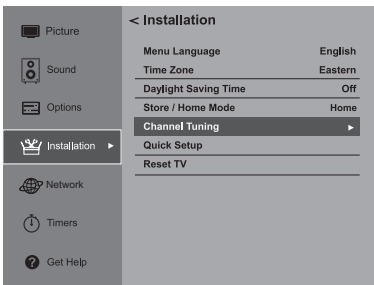 Picture
Sound
Options
Installation ►
Network
Timers
? Get Help
< Installation
Menu Language English
Time Zone Eastern
Daylight Saving Time Off
Store / Home Mode Home
Channel Tuning ►
Quick Setup
Reset TV